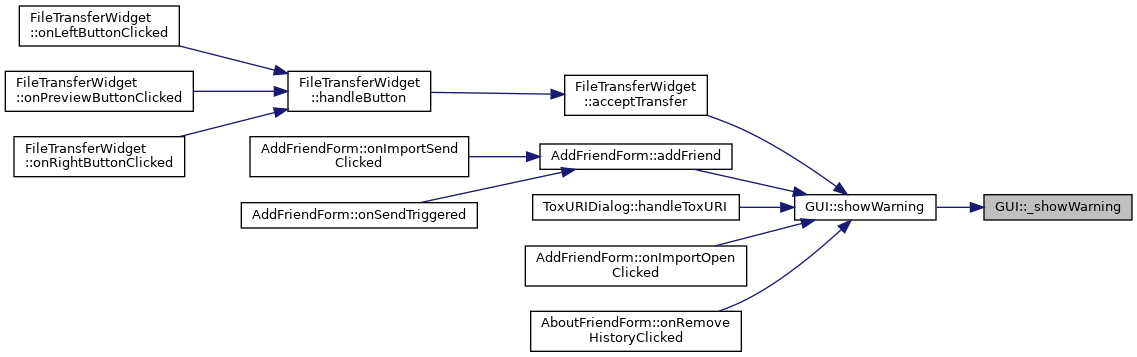 FileTransferWidget
::onLeftButtonClicked
FileTransferWidget
::onPreviewButtonClicked
FileTransferWidget
::onRightButtonClicked
FileTransferWidget
::handleButton
AddFriendForm::onImportSend
Clicked
AddFriendForm::onSendTriggered
FileTransferWidget
::acceptTransfer
AddFriendForm::addFriend
ToxURIDialog::handleToxURI
AddFriendForm::onImportOpen
Clicked
AboutFriendForm::onRemove
HistoryClicked
GUI::showWarning
GUI::_showWarning